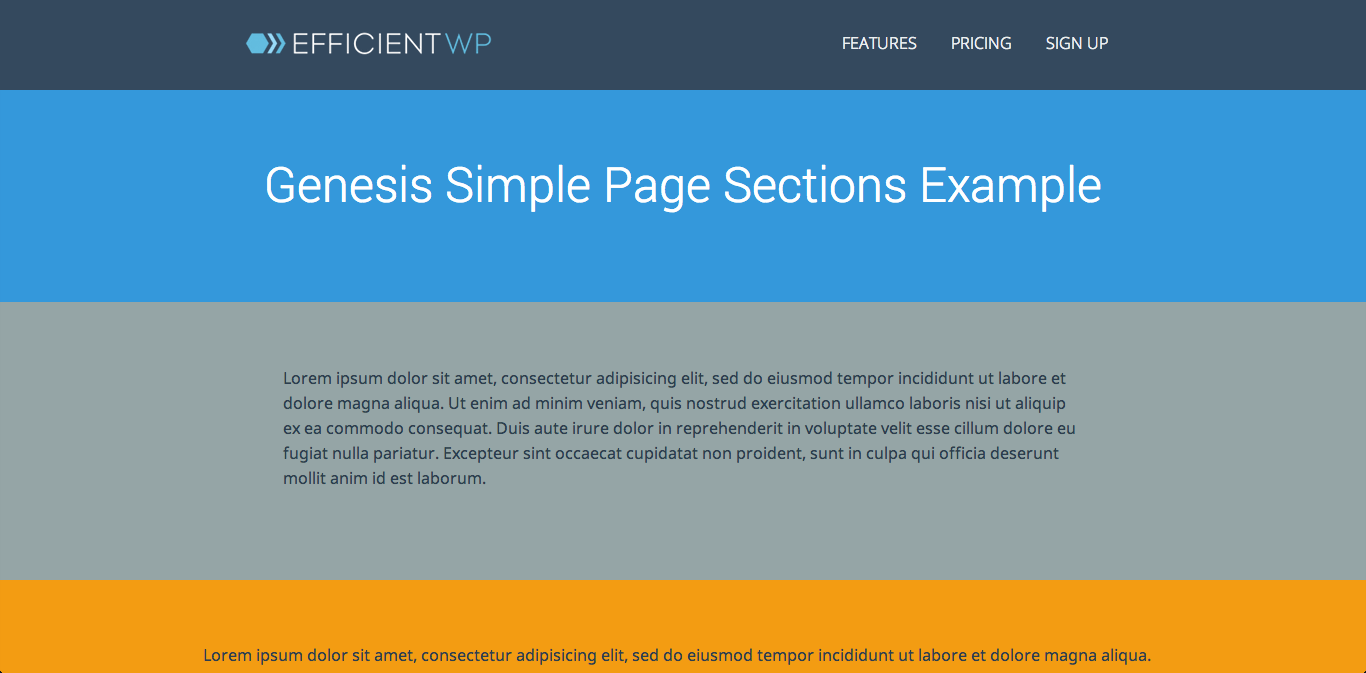 EFFICIENTWP
FEATURES PRICING SIGN UP
Genesis Simple Page Sections Example
Lorem ipsum dolor sit amet, consectetur adipisicing elit, sed do eiusmod tempor incididunt ut labore et
dolore magna aliqua. Ut enim ad minim veniam, quis nostrud exercitation ullamco laboris nisi ut aliquip
ex ea commodo consequat. Duis aute irure dolor in reprehenderit in voluptate velit esse cillum dolore eu
fugiat nulla pariatur. Excepteur sint occaecat cupidatat non proident, sunt in culpa qui officia deserunt
mollit anim id est laborum.
Lorem ipsum dolor sit amet, consectetur adipisicing elit, sed do eiusmod tempor incididunt ut labore et dolore magna aliqua.